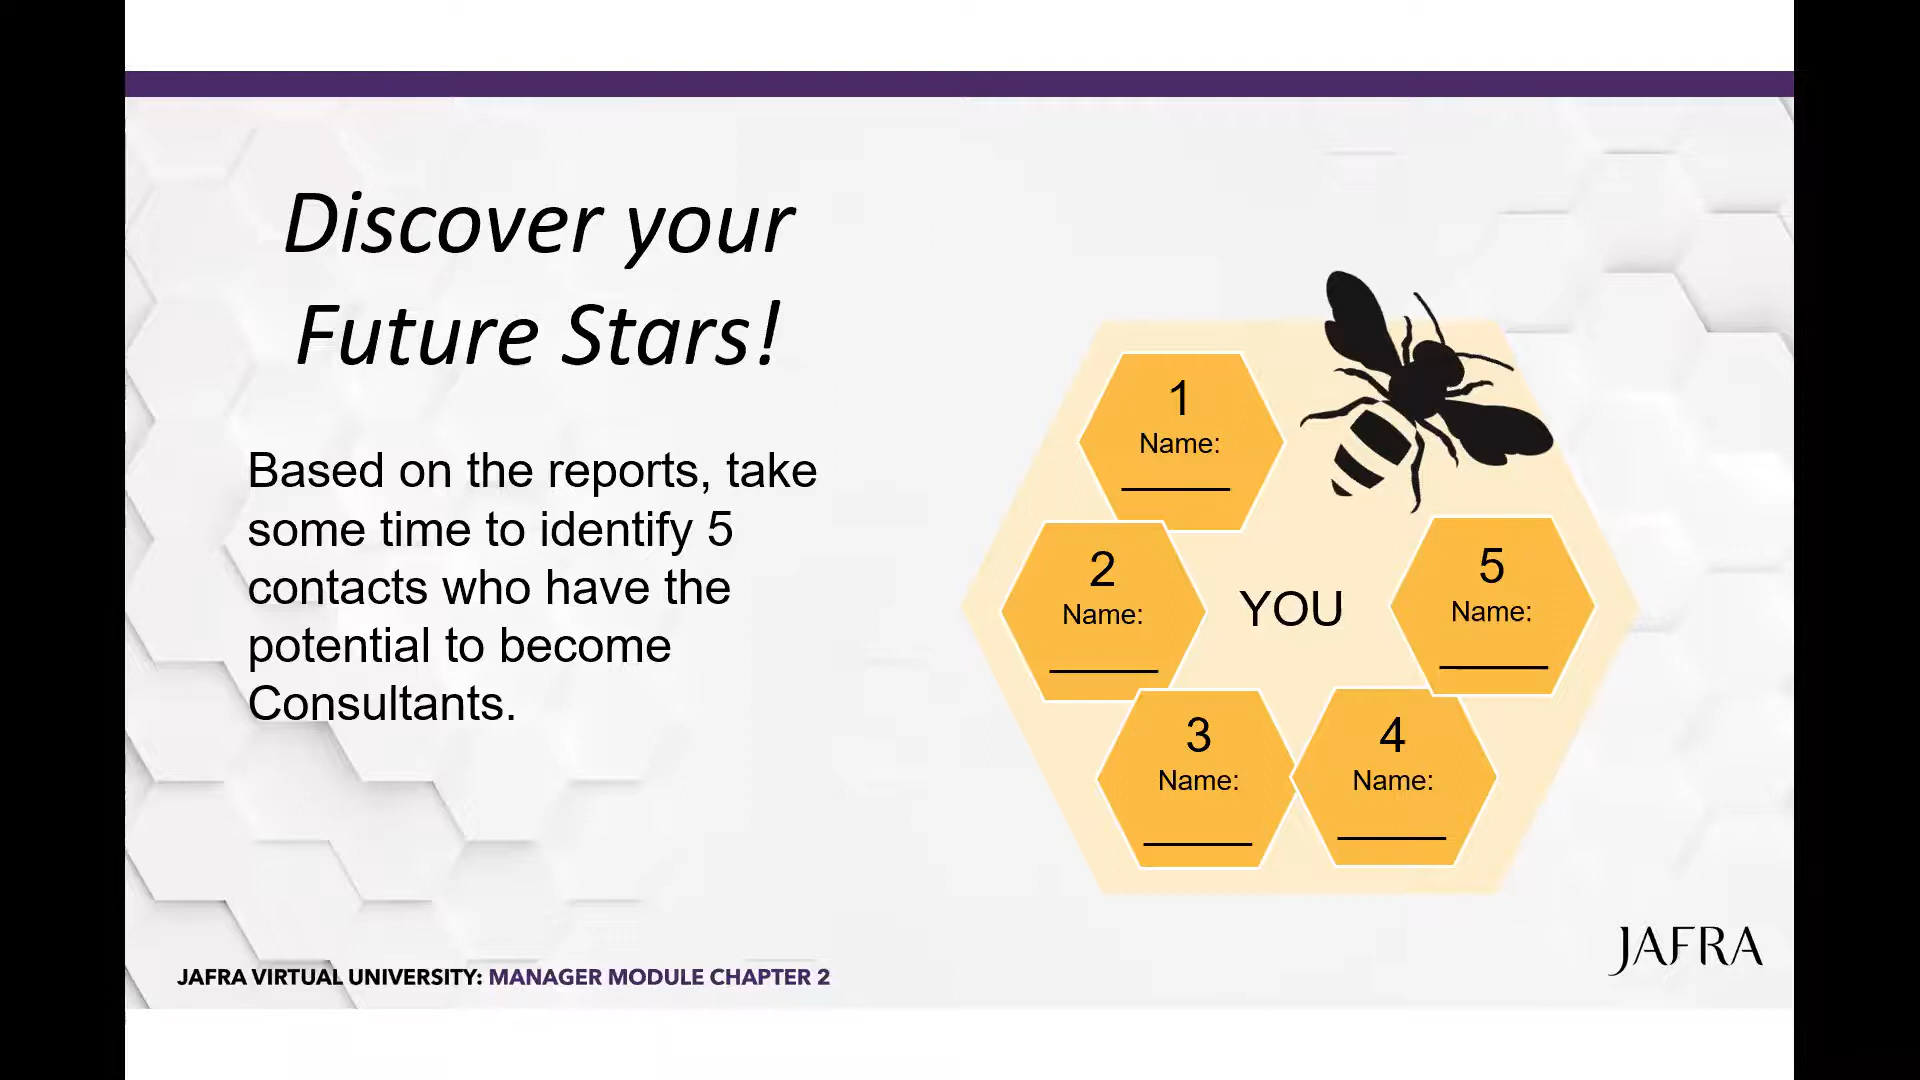 Discover your
Future Stars!
Based on the reports, take
some time to identify 5
contacts who have the
potential to become
Consultants.
1
Name:
2
Name:
YOU
5
Name:
3
Name:
4
Name:
JAFRA VIRTUAL UNIVERSITY: MANAGER MODULE CHAPTER 2
JAFRA